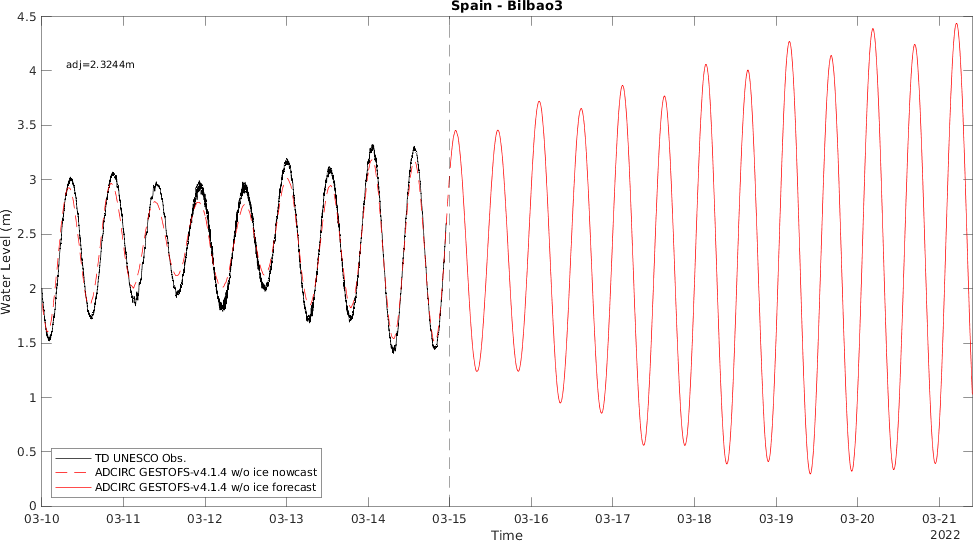 Spain - Bilbao3
4.5
4
3.5
3
2.5
2
1.5
1
0.5
0
Water Level (m)
adj=2.3244m
TD UNESCO Obs.
ADCIRC GESTOFS-v4.1.4 w/o ice nowcast
ADCIRC GESTOFS-v4.1.4 w/o ice forecast
03-10 03-11 03-12 03-13 03-14 03-15 03-16 03-17 03-18 03-19 03-20 03-21
Time
2022